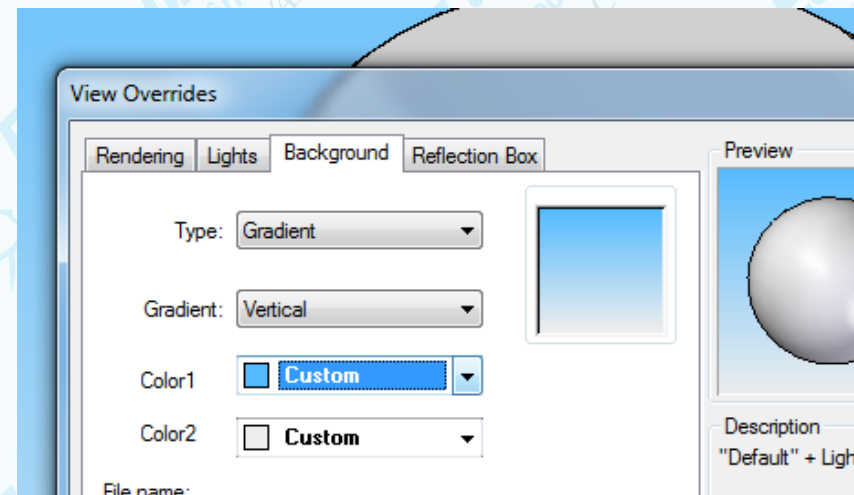 View Overrides
Rendering Lights Background Reflection Box
Preview
Type: Gradient
Gradient: Vertical
Color1 Custom
Color2 Custom
Description
"Default" + Ligh
File name: